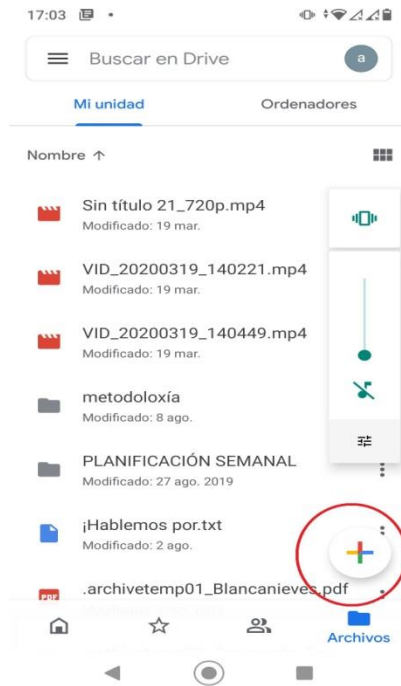 17:03
Buscar en Drive
a
Mi unidad
Ordenadores
Nombre ↑
Sin título 21_720p.mp4
Modificado: 19 mar.
VID_20200319_140221.mp4
Modificado: 19 mar.
VID_20200319_140449.mp4
Modificado: 19 mar.
metodoloxía
Modificado: 8 ago.
PLANIFICACIÓN SEMANAL
Modificado: 27 ago. 2019
¡Hablemos por.txt
Modificado: 2 ago.
.archivetemp01_Blancanieves.pdf
PDF
Archivos